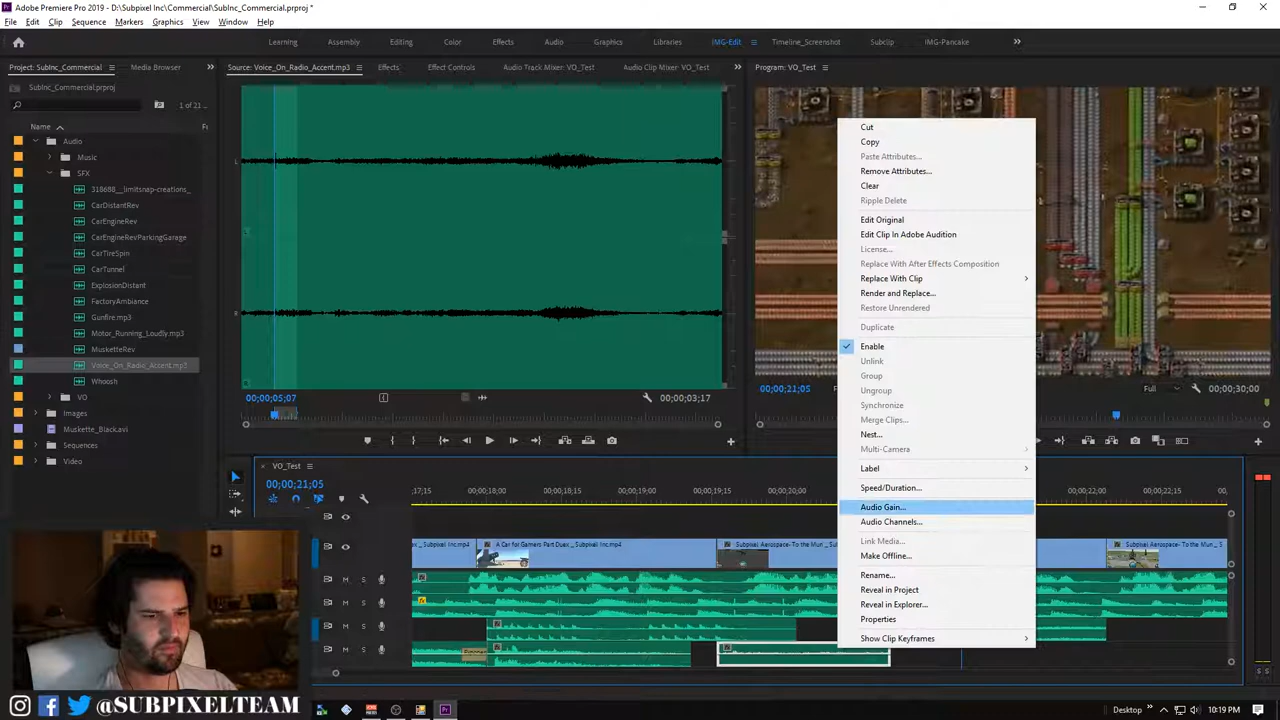 Adobe Premiere Pro 2019 - D:\Subpixel Inc\Commercial\SubInc_Commercial.prproj *
File Edit Clip Sequence Markers Graphics View Window Help
Learning Assembly Editing Color Effects Audio Graphics Libraries IMG-Edit Timeline_Screenshot Subclip IMG-Pancake
Project: SubInc_Commercial Media Browser
Source: Voice_On_Radio_Accent.mp3 Effects Effect Controls Audio Track Mixer: VO_Test Audio Clip Mixer: VO_Test
Program: VO_Test
SubInc_Commercial.prproj
1 of 21 ...
Name
Audio
Music
SFX
318688__limitsnap-creations_
CarDistantRev
CarEngineRev
CarEngineRevParkingGarage
CarTireSpin
CarTunnel
ExplosionDistant
FactoryAmbiance
Gunfire.mp3
Motor_Running_Loudly.mp3
MusketteRev
Voice_On_Radio_Accent.mp3
Whoosh
VO
Images
Muskette_Black.avi
Sequences
Video
L
R
00;00;05;07
00;00;03;17
00;00;21;05
Full
00;00;30;00
Cut
Copy
Paste Attributes...
Remove Attributes...
Clear
Ripple Delete
Edit Original
Edit Clip In Adobe Audition
License...
Replace With After Effects Composition
Replace With Clip
Render and Replace...
Restore Unrendered
Duplicate
Enable
Unlink
Group
Ungroup
Synchronize
Merge Clips...
Nest...
Multi-Camera
Label
Speed/Duration...
Audio Gain...
Audio Channels...
Link Media...
Make Offline...
Rename...
Reveal in Project
Reveal in Explorer...
Properties
Show Clip Keyframes
VO_Test
00;00;21;05
;17;15 00;00;18;00 00;00;18;15 00;00;19;00 00;00;19;15 00;00;20;00 00;00;22;00 00;00;22;15
_ Subpixel Inc.mp4 A Car for Gamers Part Duex _ Subpixel Inc.mp4 Subpixel Aerospace- To the Mun _ Subpixel Inc.mp4 Subpixel Aerospace- To the Mun _ S
M S
M S
M S
M S
S S
@SUBPIXELTEAM
Desktop
10:19 PM